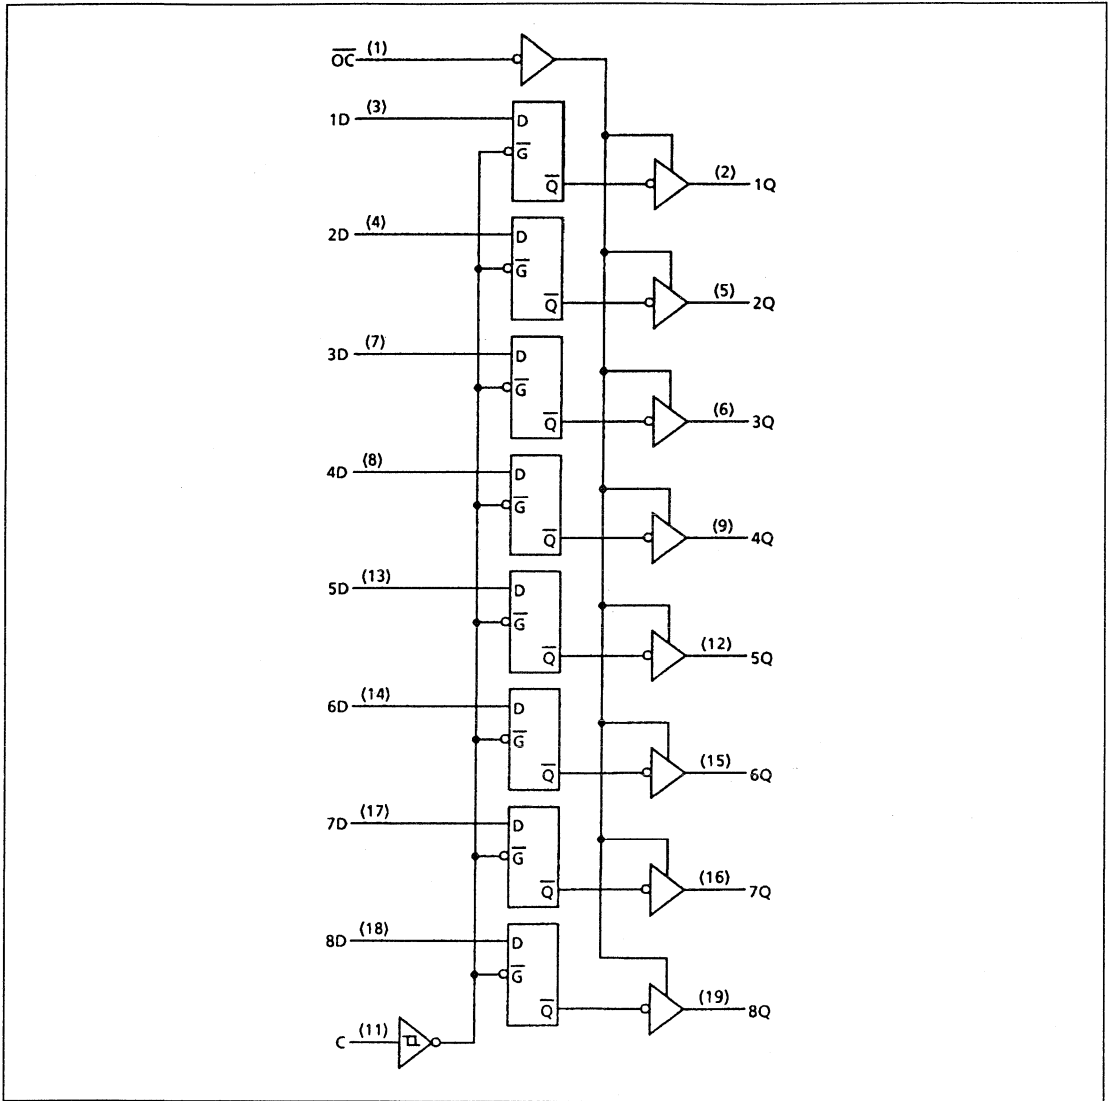 O̅C̅ (1)
1D (3) D
G̅
Q̅ (2) 1Q
2D (4) D
G̅
Q̅ (5) 2Q
3D (7) D
G̅
Q̅ (6) 3Q
4D (8) D
G̅
Q̅ (9) 4Q
5D (13) D
G̅
Q̅ (12) 5Q
6D (14) D
G̅
Q̅ (15) 6Q
7D (17) D
G̅
Q̅ (16) 7Q
8D (18) D
G̅
Q̅ (19) 8Q
C (11)